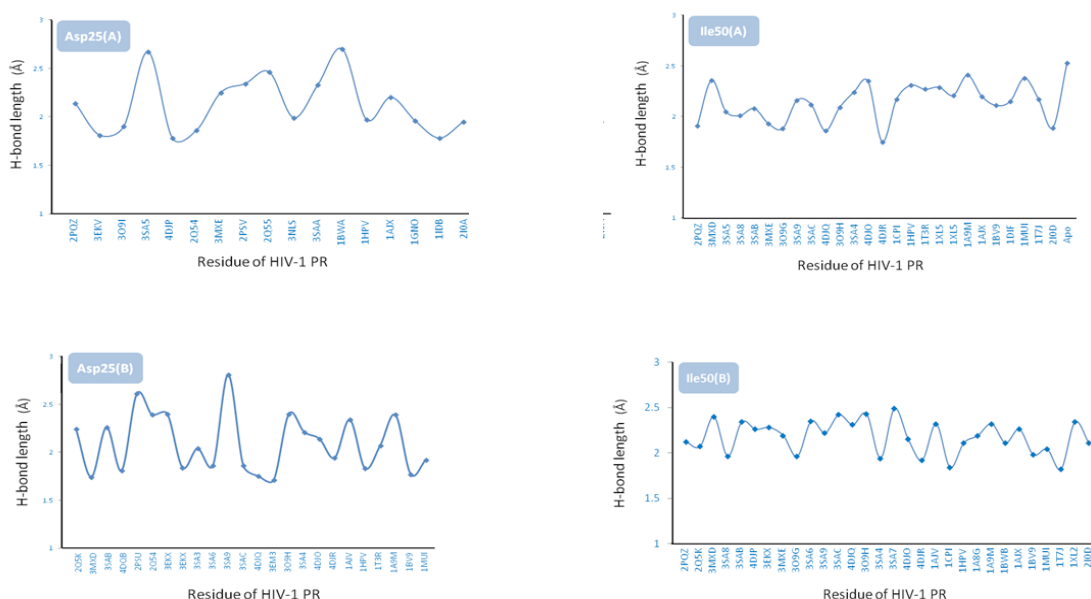 Asp25(A)
H-bond length (Å)
3
2.5
2
1.5
1
2PQZ
3EKV
3O9I
3SA5
4DJP
2O54
3MXE
2PSV
2O55
3NLS
3SAA
1BWA
1HPV
1AJX
1GNO
1IDB
2I0A
Residue of HIV-1 PR
Ile50(A)
H-bond length (Å)
3
2.5
2
1.5
1
2PQZ
3MXD
3SA5
3SA8
3SAB
3MXE
3O9G
3SA9
3SAC
4DJQ
3O9H
3SA4
4DJO
4DJR
1CPI
1HPV
1T3R
1XL5
1XL5
1A9M
1AJX
1BV9
1DIF
1MUI
1T7J
2I0D
Apo
Residue of HIV-1 PR
Asp25(B)
H-bond length (Å)
3
2.5
2
1.5
1
2Q5K
3MXD
3SAB
4DQB
2PSU
2O54
3EKX
3EKX
3SA3
3SA6
3SA9
3SAC
4DJQ
3EM3
3O9H
3SA4
4DJO
4DJR
1AJV
1HPV
1T3R
1A9M
1BV9
1MUI
Residue of HIV-1 PR
Ile50(B)
H-bond length (Å)
3
2.5
2
1.5
1
2PQZ
2Q5K
3MXD
3SA8
3SAB
4DJP
3EKX
3MXE
3O9G
3SA6
3SA9
3SAC
4DJQ
3O9H
3SA4
3SA7
4DJO
4DJR
1AJV
1CPI
1HPV
1A8G
1A9M
1BWB
1AJX
1BV9
1MUI
1T7J
1XL2
2I0D
Residue of HIV-1 PR